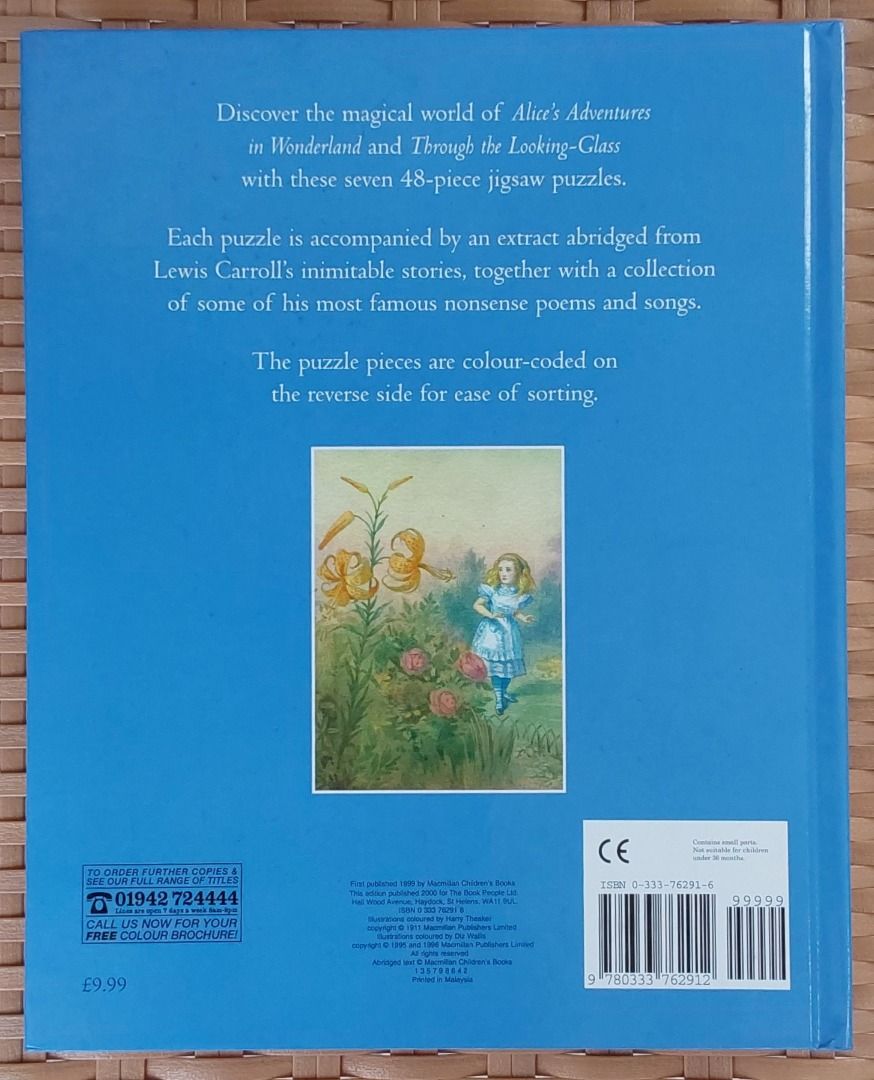 Discover the magical world of Alice's Adventures
in Wonderland and Through the Looking-Glass
with these seven 48-piece jigsaw puzzles.
Each puzzle is accompanied by an extract abridged from
Lewis Carroll's inimitable stories, together with a collection
of some of his most famous nonsense poems and songs.
The puzzle pieces are colour-coded on
the reverse side for ease of sorting.
TO ORDER FURTHER COPIES &
SEE OUR FULL RANGE OF TITLES
01942 724444
Lines are open 7 days a week 8am-9pm
CALL US NOW FOR YOUR
FREE COLOUR BROCHURE!
£9.99
First published 1999 by Macmillan Children's Books
This edition published 2000 for The Book People Ltd.
Hall Wood Avenue, Haydock, St Helens, WA11 9UL.
ISBN 0 333 76291 6
Illustrations coloured by Harry Theaker
copyright © 1911 Macmillan Publishers Limited
Illustrations coloured by Diz Wallis
copyright © 1995 and 1996 Macmillan Publishers Limited
All rights reserved
Abridged text © Macmillan Children's Books
1 3 5 7 9 8 6 4 2
Printed in Malaysia
CE
Contains small parts.
Not suitable for children
under 36 months.
ISBN 0-333-76291-6
99999
9 780333 762912